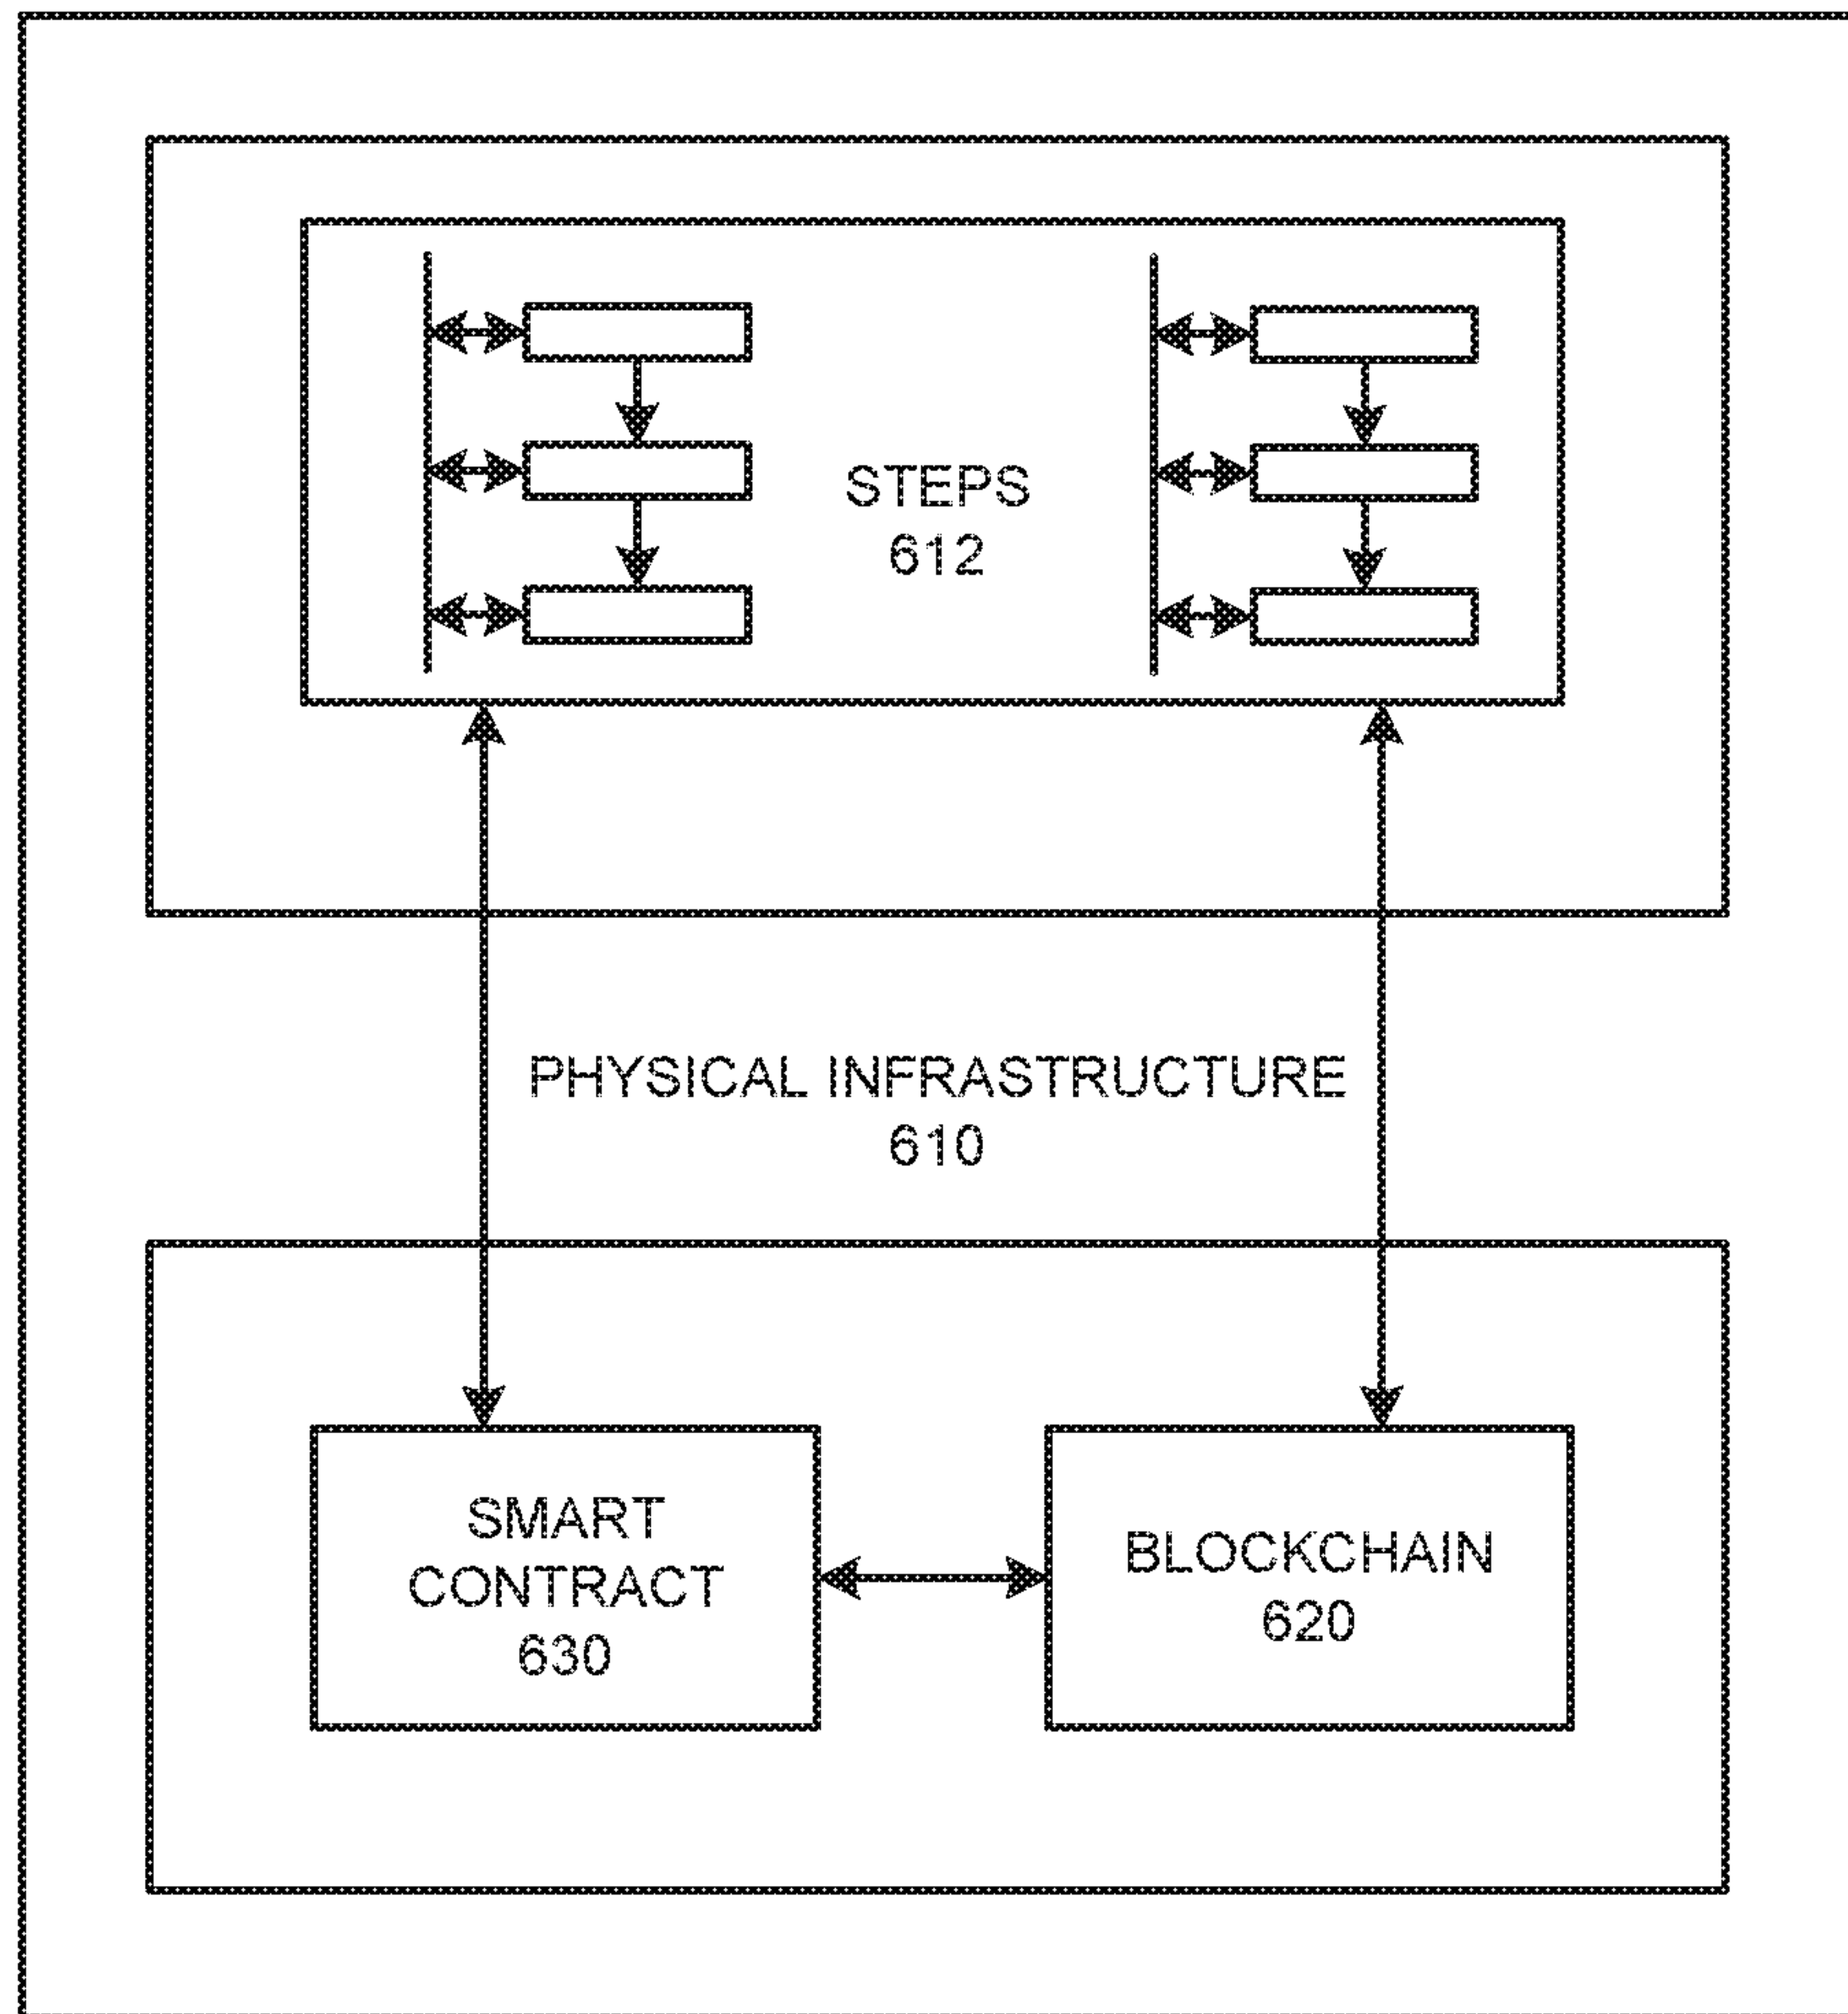 STEPS
612
PHYSICAL INFRASTRUCTURE
610
SMART
CONTRACT
630
BLOCKCHAIN
620